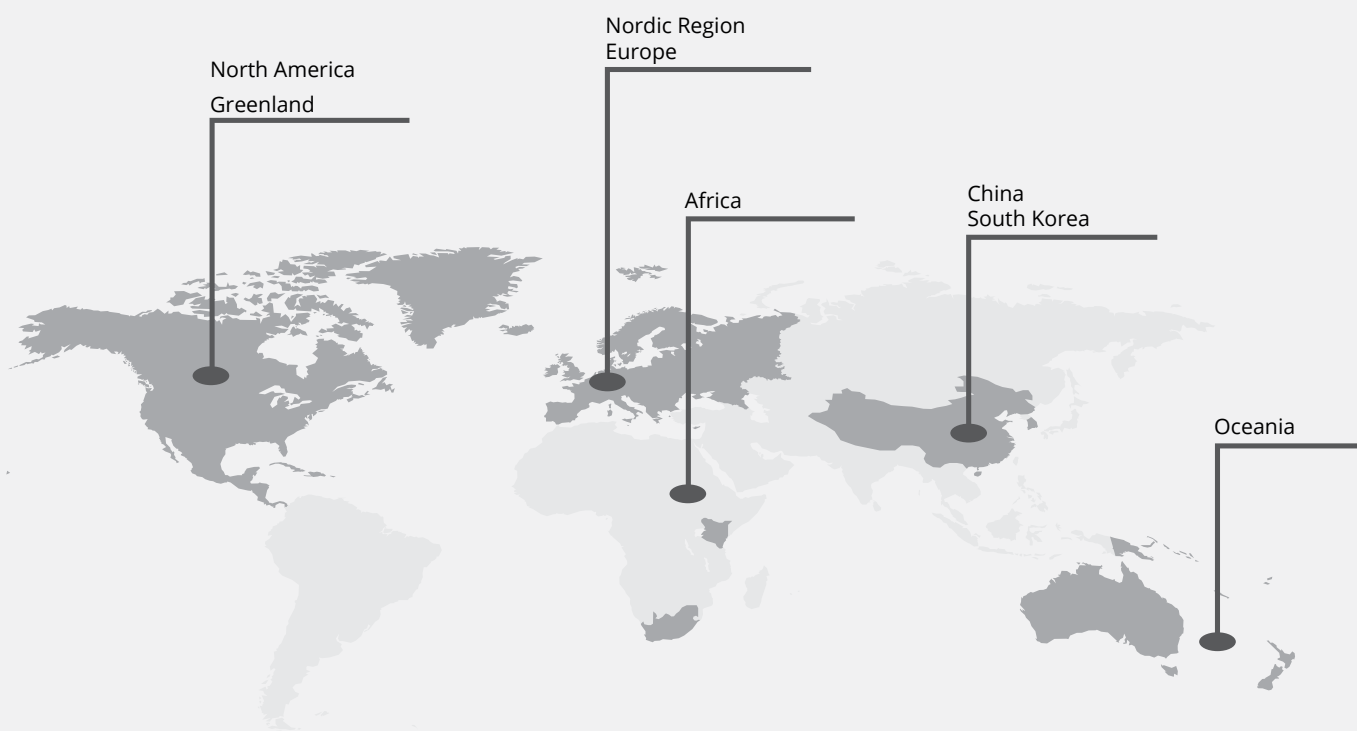 North America
Greenland
Nordic Region
Europe
Africa
China
South Korea
Oceania